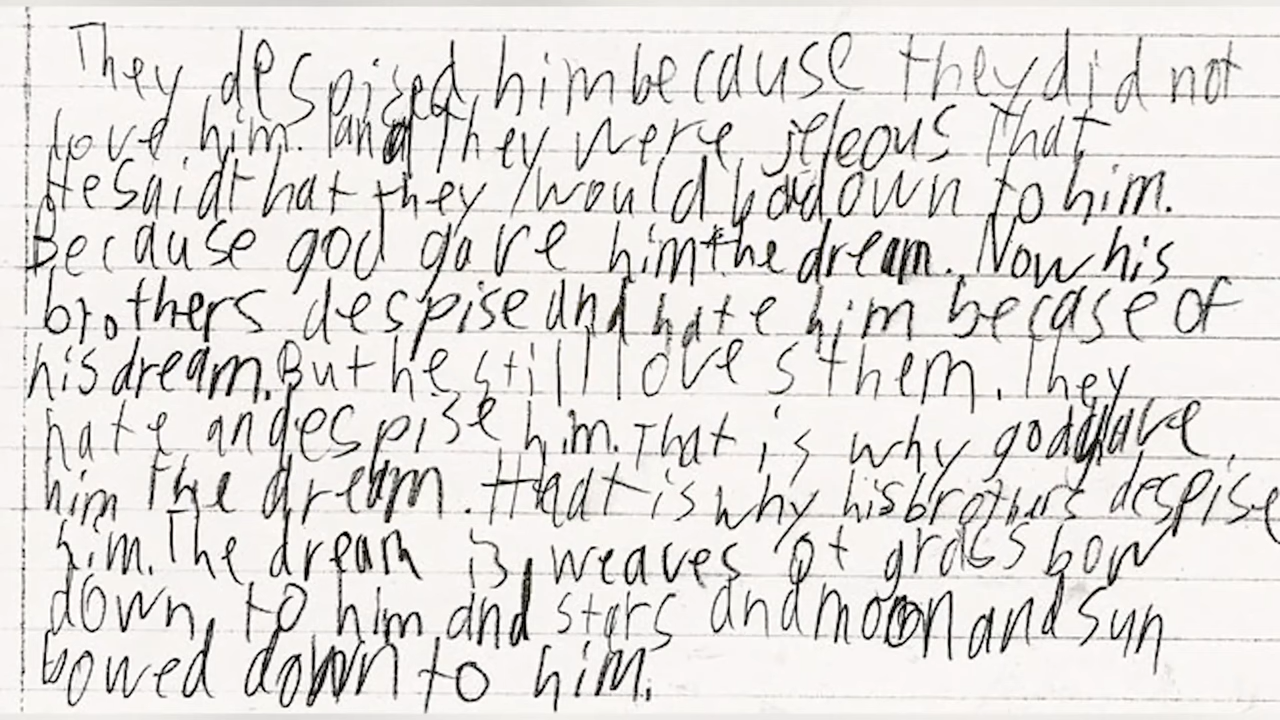 They despised him because they did not
love him. and they were jeleous that
He said that they would bow down to him.
Because god gave him the dream. Now his
brothers despise and hate him becase of
his dream. But he still loves them. They
hate an despise him. That is why god gave
him the dream. that is why his brothers despise
him. The dream is weaves of grass bow
down to him and stars and moon and sun
bowed down to him.